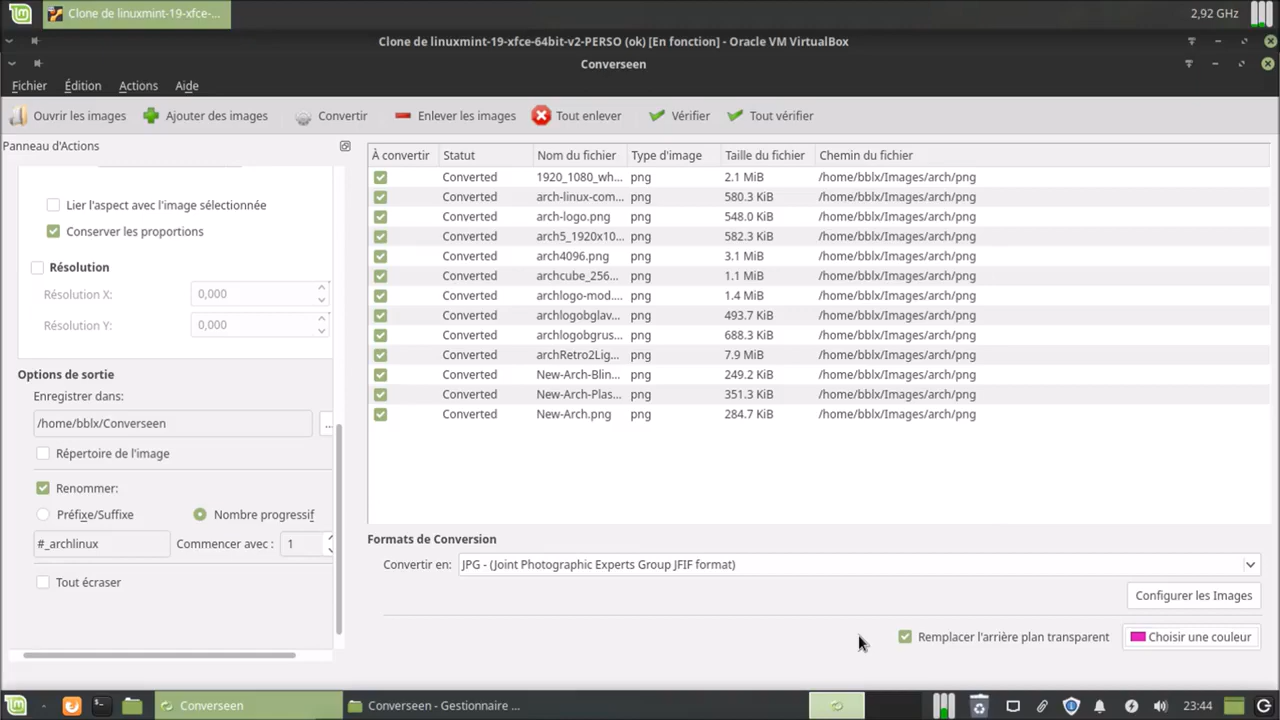 Clone de linuxmint-19-xfce-...
2,92 GHz
Clone de linuxmint-19-xfce-64bit-v2-PERSO (ok) [En fonction] - Oracle VM VirtualBox
Converseen
Fichier Édition Actions Aide
Ouvrir les images Ajouter des images Convertir Enlever les images Tout enlever Vérifier Tout vérifier
Panneau d'Actions
Lier l'aspect avec l'image sélectionnée
Conserver les proportions
Résolution
Résolution X: 0,000
Résolution Y: 0,000
Options de sortie
Enregistrer dans:
/home/bblx/Converseen ...
Répertoire de l'image
Renommer:
Préfixe/Suffixe Nombre progressif
#_archlinux Commencer avec : 1
Tout écraser
À convertir Statut Nom du fichier Type d'image Taille du fichier Chemin du fichier
Converted 1920_1080_wh... png 2.1 MiB /home/bblx/Images/arch/png
Converted arch-linux-com... png 580.3 KiB /home/bblx/Images/arch/png
Converted arch-logo.png png 548.0 KiB /home/bblx/Images/arch/png
Converted arch5_1920x10... png 582.3 KiB /home/bblx/Images/arch/png
Converted arch4096.png png 3.1 MiB /home/bblx/Images/arch/png
Converted archcube_256... png 1.1 MiB /home/bblx/Images/arch/png
Converted archlogo-mod.... png 1.4 MiB /home/bblx/Images/arch/png
Converted archlogobglav... png 493.7 KiB /home/bblx/Images/arch/png
Converted archlogobgrus... png 688.3 KiB /home/bblx/Images/arch/png
Converted archRetro2Lig... png 7.9 MiB /home/bblx/Images/arch/png
Converted New-Arch-Blin... png 249.2 KiB /home/bblx/Images/arch/png
Converted New-Arch-Plas... png 351.3 KiB /home/bblx/Images/arch/png
Converted New-Arch.png png 284.7 KiB /home/bblx/Images/arch/png
Formats de Conversion
Convertir en: JPG - (Joint Photographic Experts Group JFIF format)
Configurer les Images
Remplacer l'arrière plan transparent Choisir une couleur
Converseen Converseen - Gestionnaire ... 23:44